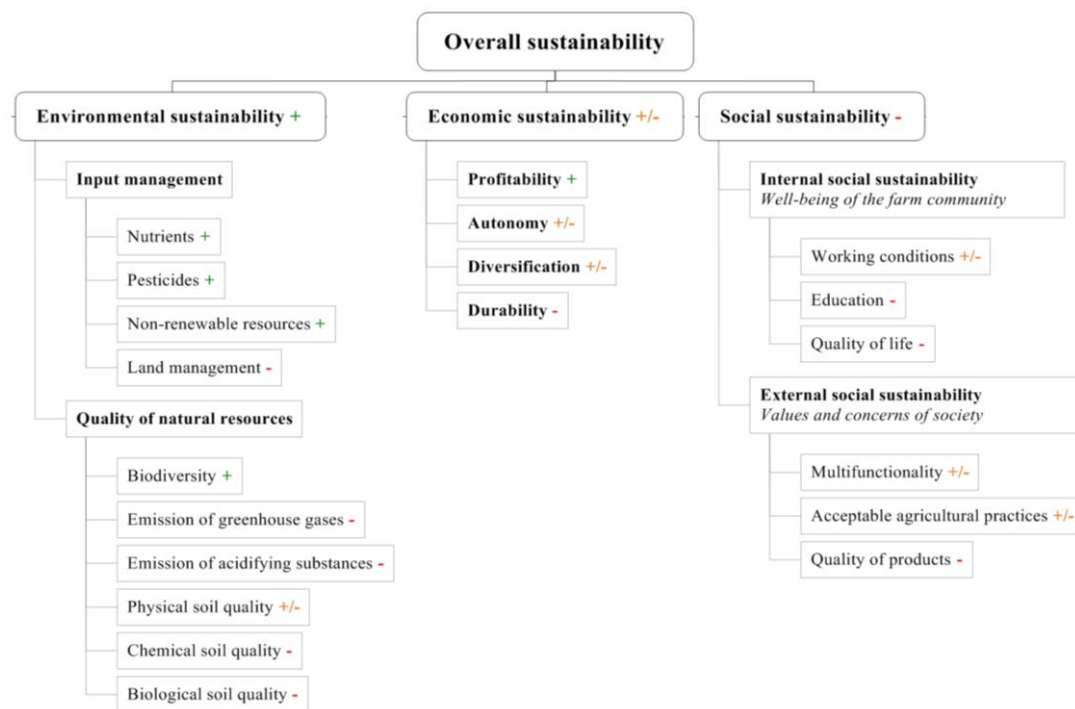 Overall sustainability
Environmental sustainability +
Input management
Nutrients +
Pesticides +
Non-renewable resources +
Land management -
Quality of natural resources
Biodiversity +
Emission of greenhouse gases -
Emission of acidifying substances -
Physical soil quality +/-
Chemical soil quality -
Biological soil quality -
Economic sustainability +/-
Profitability +
Autonomy +/-
Diversification +/-
Durability -
Social sustainability -
Internal social sustainability
Well-being of the farm community
Working conditions +/-
Education -
Quality of life -
External social sustainability
Values and concerns of society
Multifunctionality +/-
Acceptable agricultural practices +/-
Quality of products -